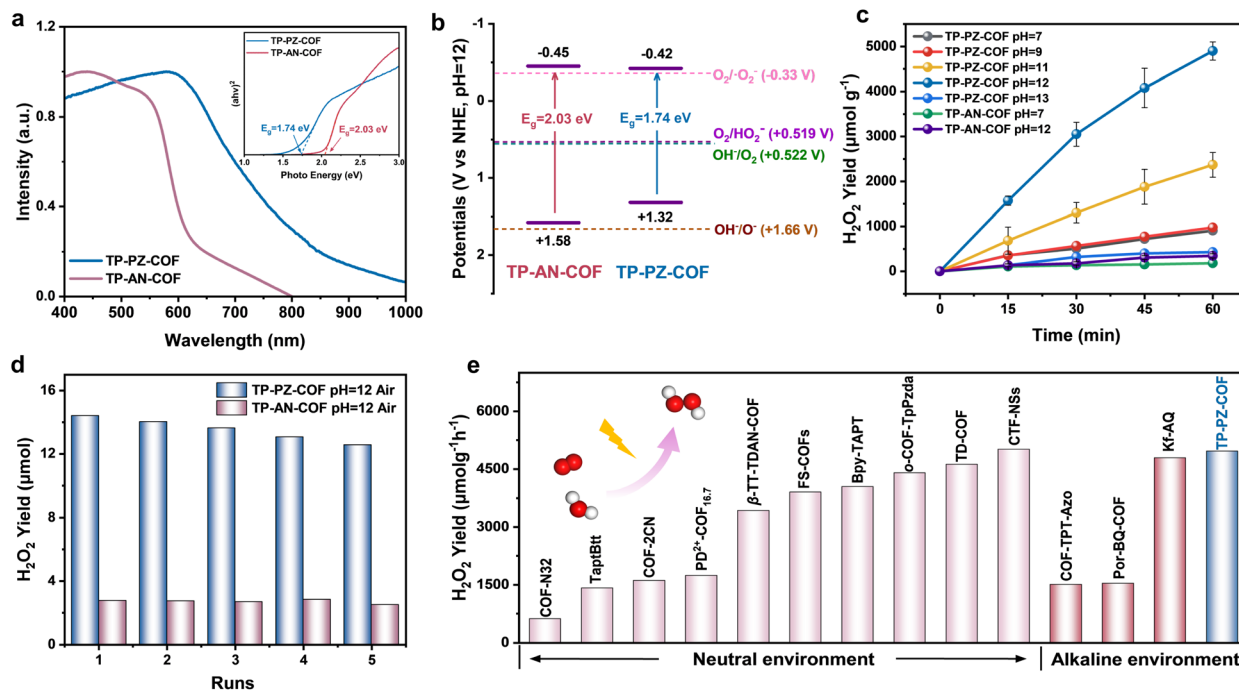 a
1.2
0.9
0.6
0.3
0.0
Intensity (a.u.)
400 500 600 700 800 900 1000
Wavelength (nm)
TP-PZ-COF
TP-AN-COF
TP-PZ-COF
TP-AN-COF
(ahv)²
E_g=1.74 eV
E_g=2.03 eV
1.0 1.5 2.0 2.5 3.0
Photo Energy (eV)
b
Potentials (V vs NHE, pH=12)
-1
0
1
2
-0.45
-0.42
O₂/·O₂⁻ (-0.33 V)
E_g=2.03 eV
E_g=1.74 eV
O₂/HO₂⁻ (+0.519 V)
OH⁻/O₂ (+0.522 V)
+1.32
+1.58
OH⁻/O⁻ (+1.66 V)
TP-AN-COF TP-PZ-COF
c
H₂O₂ Yield (μmol g⁻¹)
5000
4000
3000
2000
1000
0
TP-PZ-COF pH=7
TP-PZ-COF pH=9
TP-PZ-COF pH=11
TP-PZ-COF pH=12
TP-PZ-COF pH=13
TP-AN-COF pH=7
TP-AN-COF pH=12
0 15 30 45 60
Time (min)
d
H₂O₂ Yield (μmol)
16
12
8
4
0
TP-PZ-COF pH=12 Air
TP-AN-COF pH=12 Air
1 2 3 4 5
Runs
e
H₂O₂ Yield (μmolg⁻¹h⁻¹)
6000
4500
3000
1500
0
COF-N32
TaptBtt
COF-2CN
PD²⁺-COF₁₆.₇
β-TT-TDAN-COF
FS-COFs
Bpy-TAPT
o-COF-TpPzda
TD-COF
CTF-NSs
COF-TPT-Azo
Por-BQ-COF
Kf-AQ
TP-PZ-COF
Neutral environment
Alkaline environment